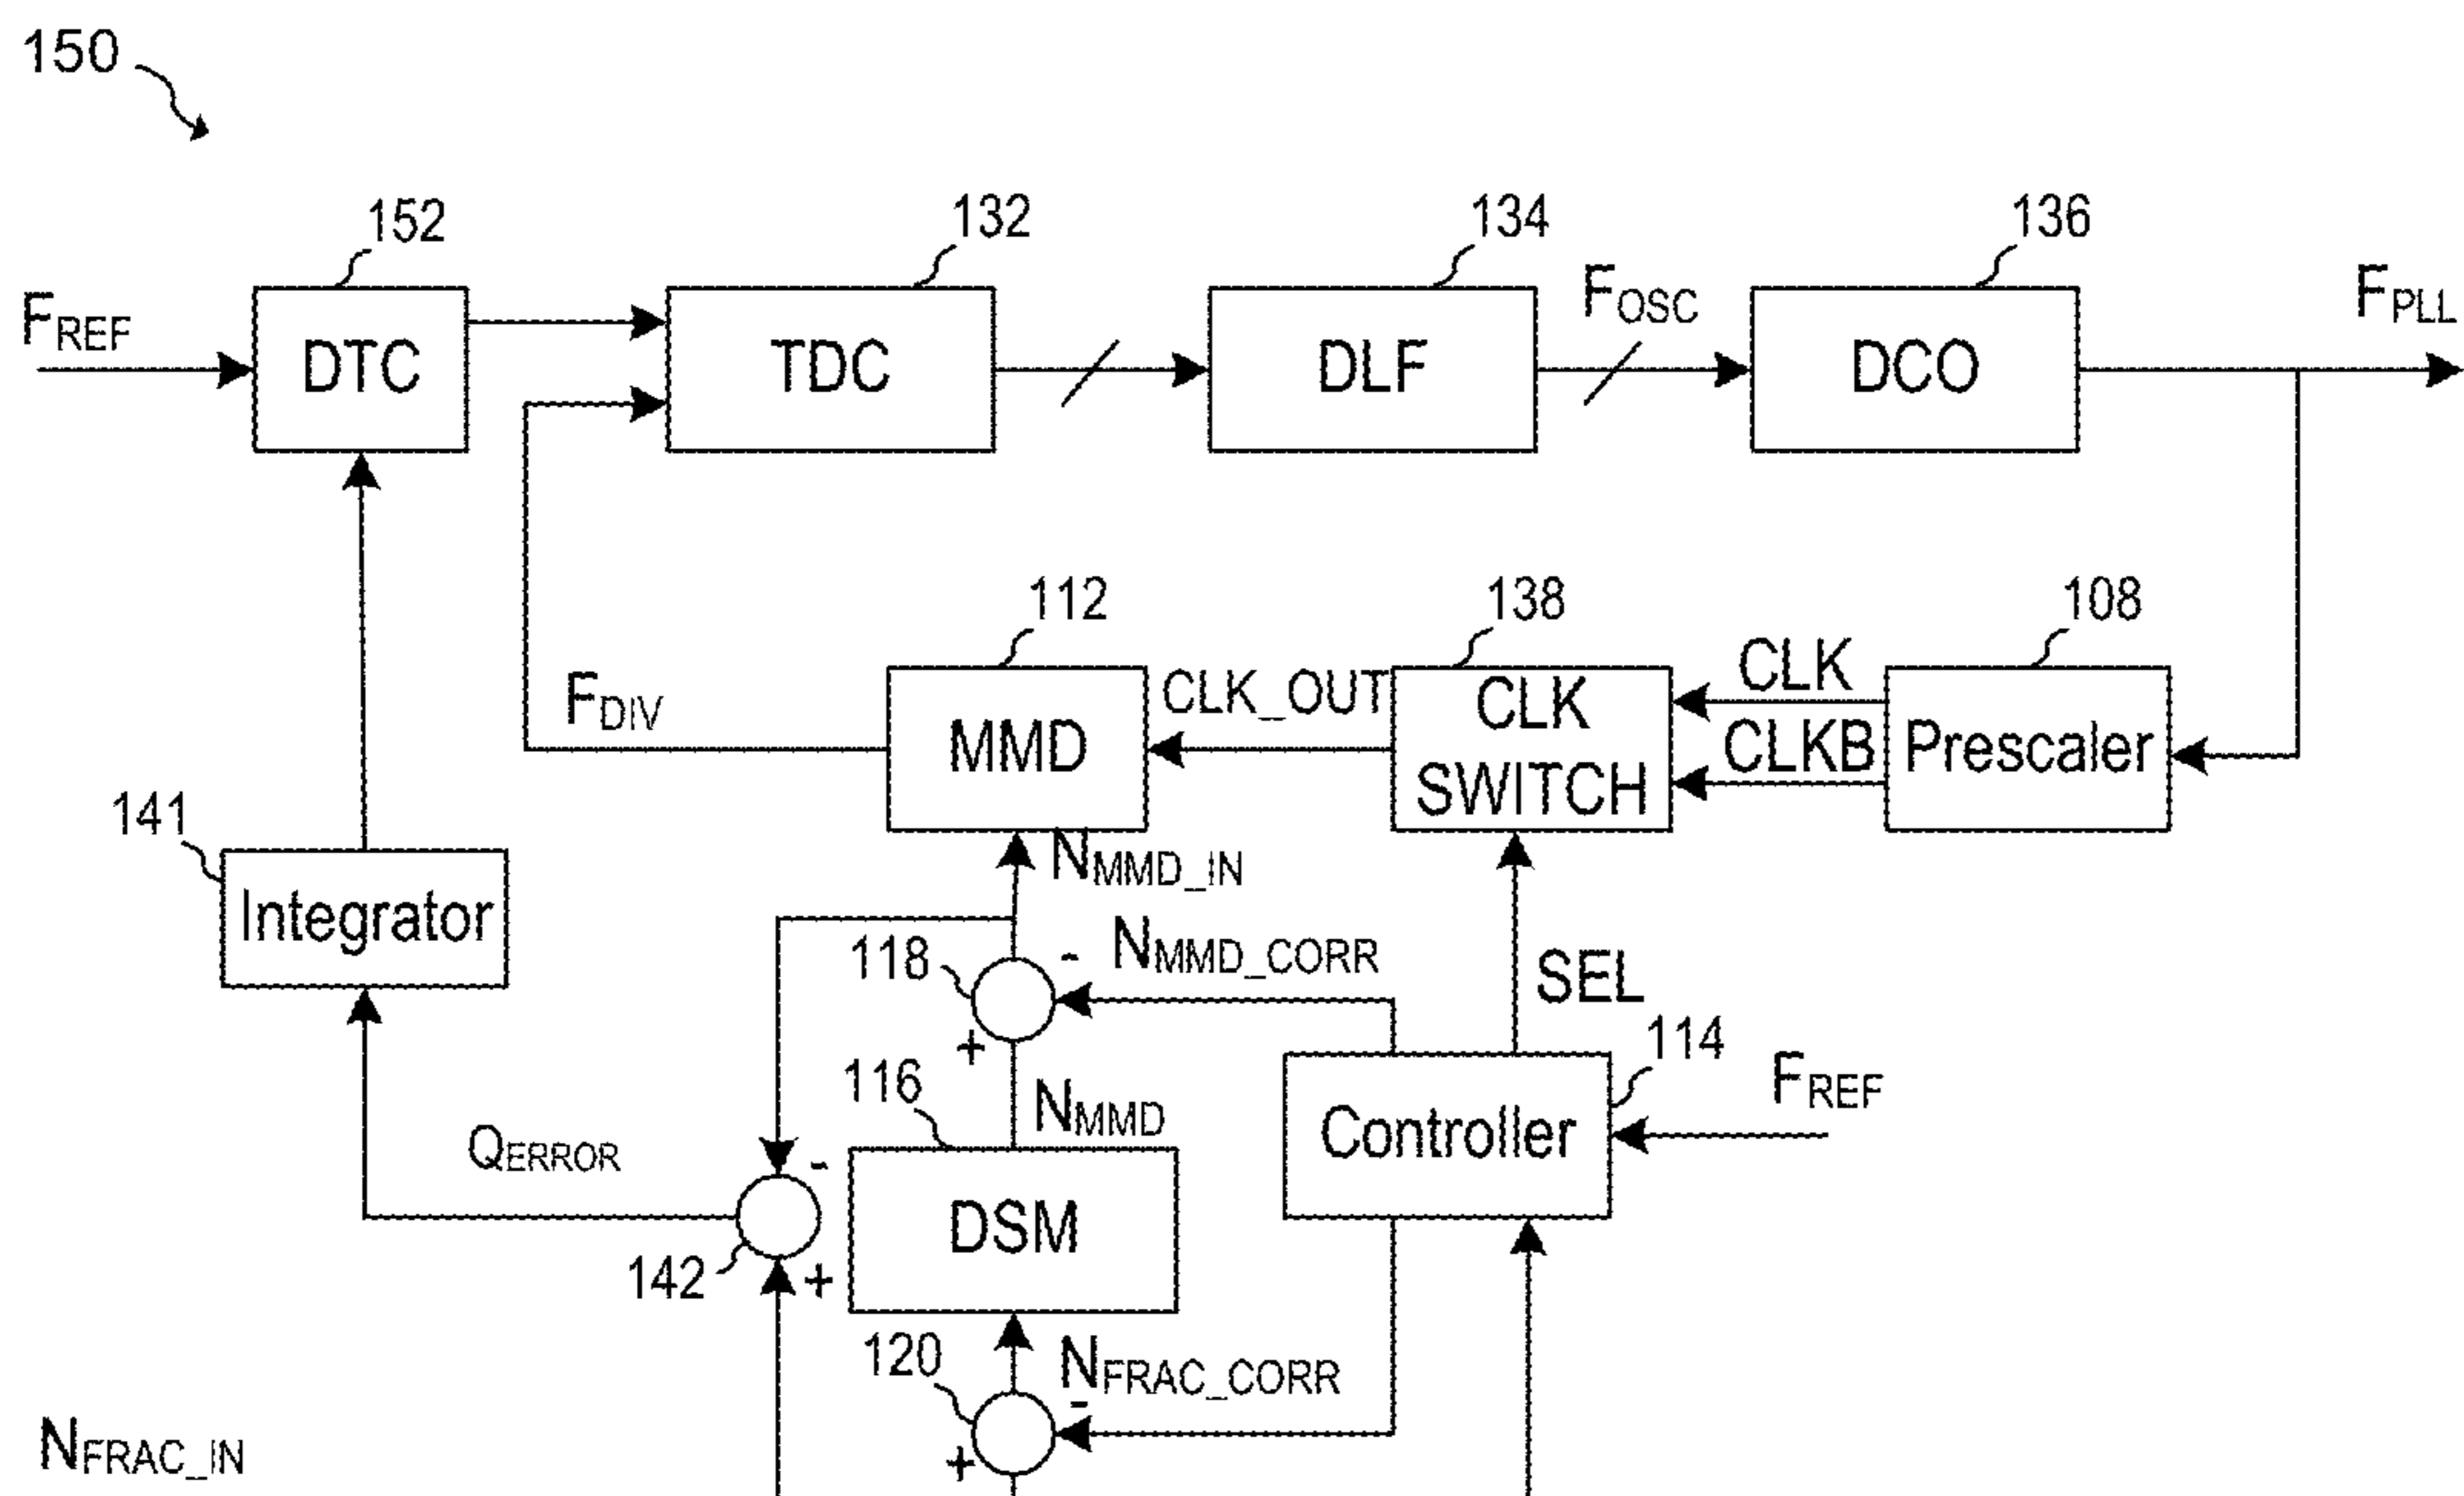 150
152
132
134
136
FREF
DTC
TDC
DLF
FOSC
DCO
FPLL
112
138
108
FDIV
MMD
CLK_OUT
CLK
SWITCH
CLK
CLKB
Prescaler
141
Integrator
NMMD_IN
118
-
NMMD_CORR
+
SEL
114
116
NMMD
Controller
FREF
QERROR
-
142
+
DSM
120
NFRAC_CORR
-
+
NFRAC_IN